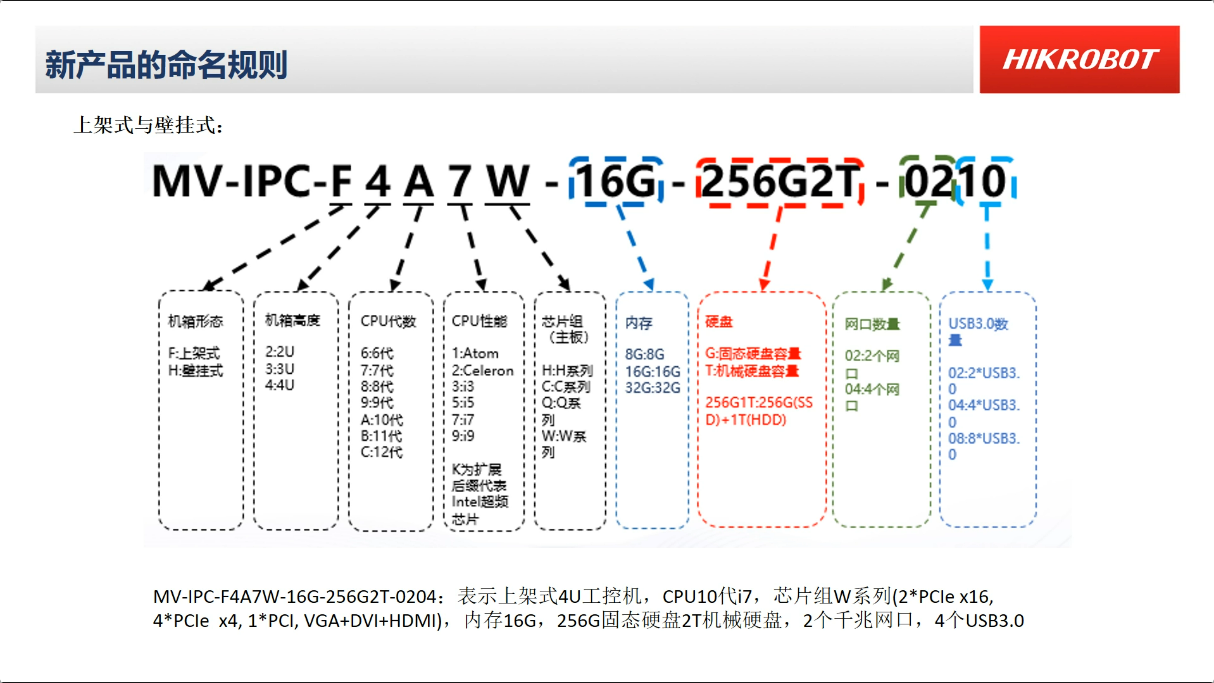 新产品的命名规则
HIKROBOT
上架式与壁挂式：
MV-IPC-F4A7W-16G-256G2T-0210
机箱形态
F:上架式
H:壁挂式
机箱高度
2:2U
3:3U
4:4U
CPU代数
6:6代
7:7代
8:8代
9:9代
A:10代
B:11代
C:12代
CPU性能
1:Atom
2:Celeron
3:i3
5:i5
7:i7
9:i9
K为扩展
后缀代表
Intel超频
芯片
芯片组
（主板）
H:H系列
C:C系列
Q:Q系
列
W:W系
列
内存
8G:8G
16G:16G
32G:32G
硬盘
G:固态硬盘容量
T:机械硬盘容量
256G1T:256G(SS
D)+1T(HDD)
网口数量
02:2个网
口
04:4个网
口
USB3.0数
量
02:2*USB3.
0
04:4*USB3.
0
08:8*USB3.
0
MV-IPC-F4A7W-16G-256G2T-0204：表示上架式4U工控机，CPU10代i7，芯片组W系列(2*PCIe x16,
4*PCIe x4, 1*PCI, VGA+DVI+HDMI)，内存16G，256G固态硬盘2T机械硬盘，2个千兆网口，4个USB3.0